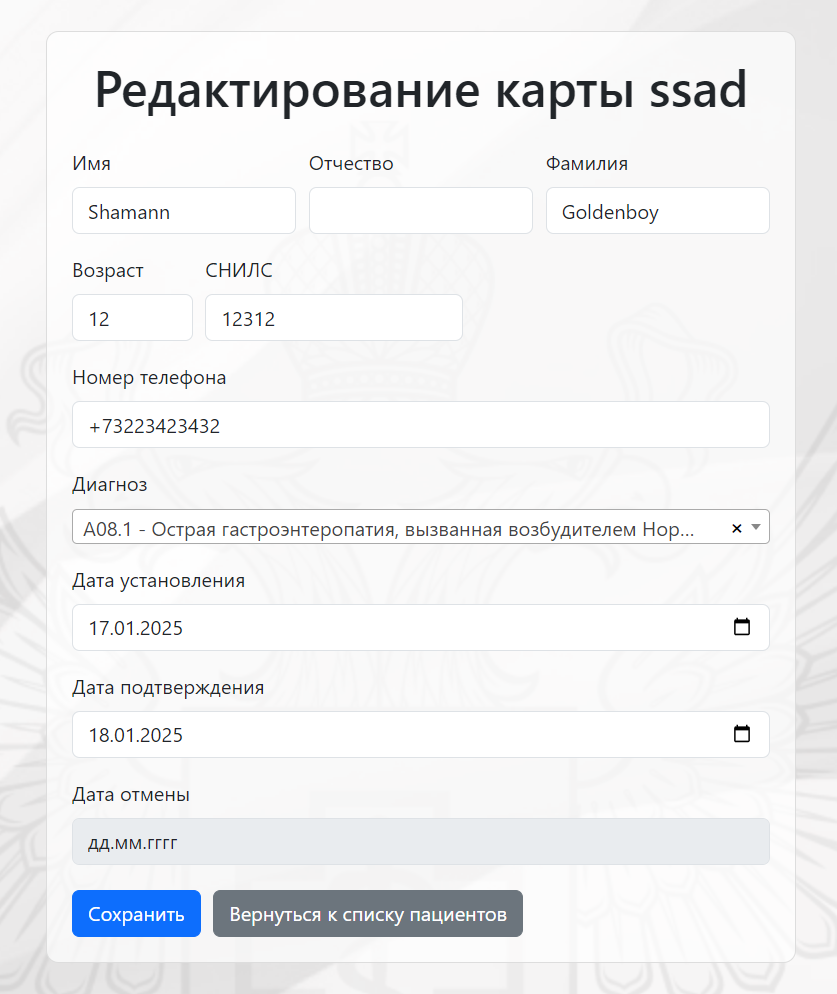 Редактирование карты ssad
Имя Отчество Фамилия
Shamann Goldenboy
Возраст СНИЛС
12 12312
Номер телефона
+73223423432
Диагноз
A08.1 - Острая гастроэнтеропатия, вызванная возбудителем Нор...
Дата установления
17.01.2025
Дата подтверждения
18.01.2025
Дата отмены
дд.мм.гггг
Сохранить Вернуться к списку пациентов